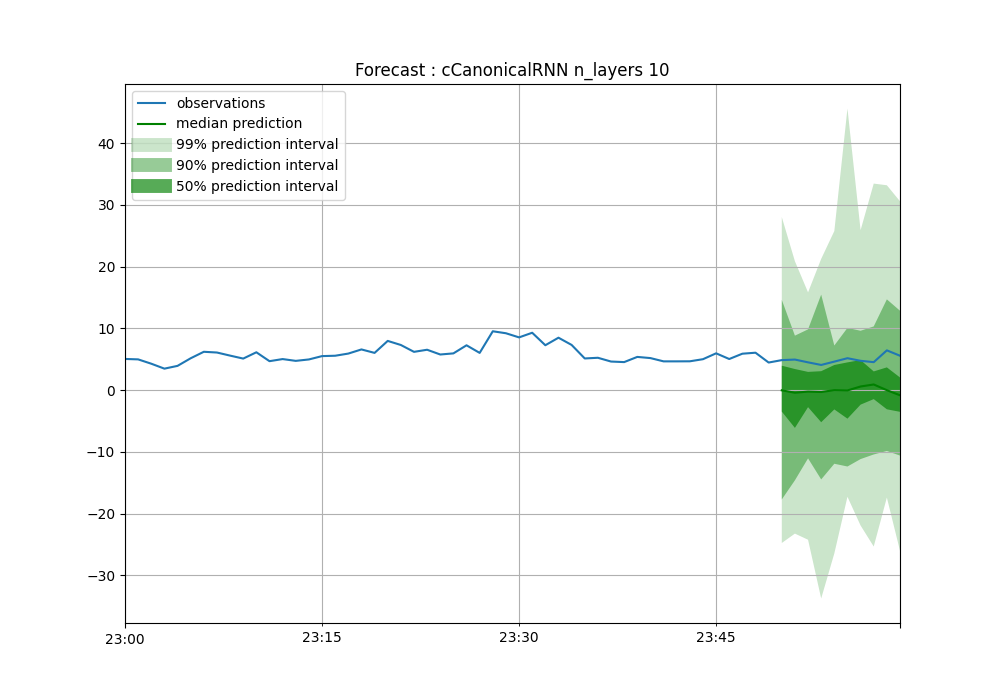 Forecast : cCanonicalRNN n_layers 10
observations
median prediction
99% prediction interval
90% prediction interval
50% prediction interval
40
30
20
10
0
−10
−20
−30
23:00
23:15
23:30
23:45